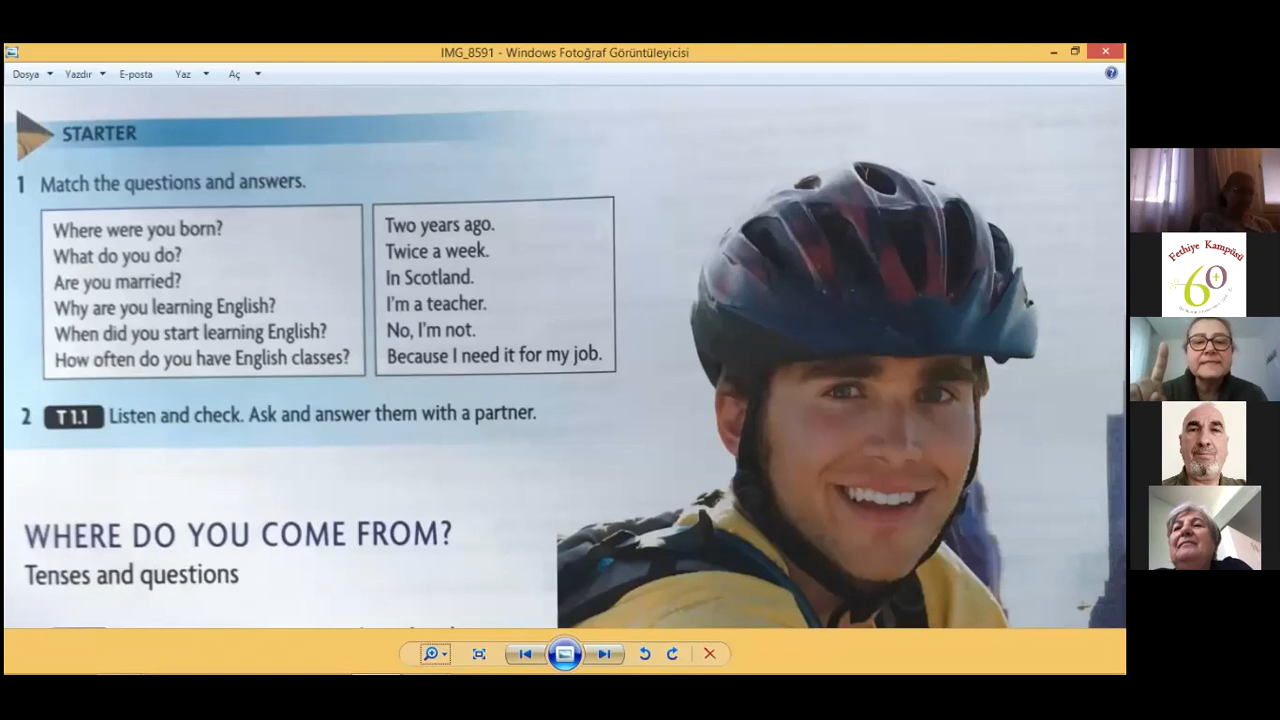 IMG_8591 - Windows Fotoğraf Görüntüleyicisi
Dosya Yazdır E-posta Yaz Aç
STARTER
1 Match the questions and answers.
Where were you born?
What do you do?
Are you married?
Why are you learning English?
When did you start learning English?
How often do you have English classes?
Two years ago.
Twice a week.
In Scotland.
I'm a teacher.
No, I'm not.
Because I need it for my job.
2 T 1.1 Listen and check. Ask and answer them with a partner.
WHERE DO YOU COME FROM?
Tenses and questions
Fethiye Kampüsü
60+